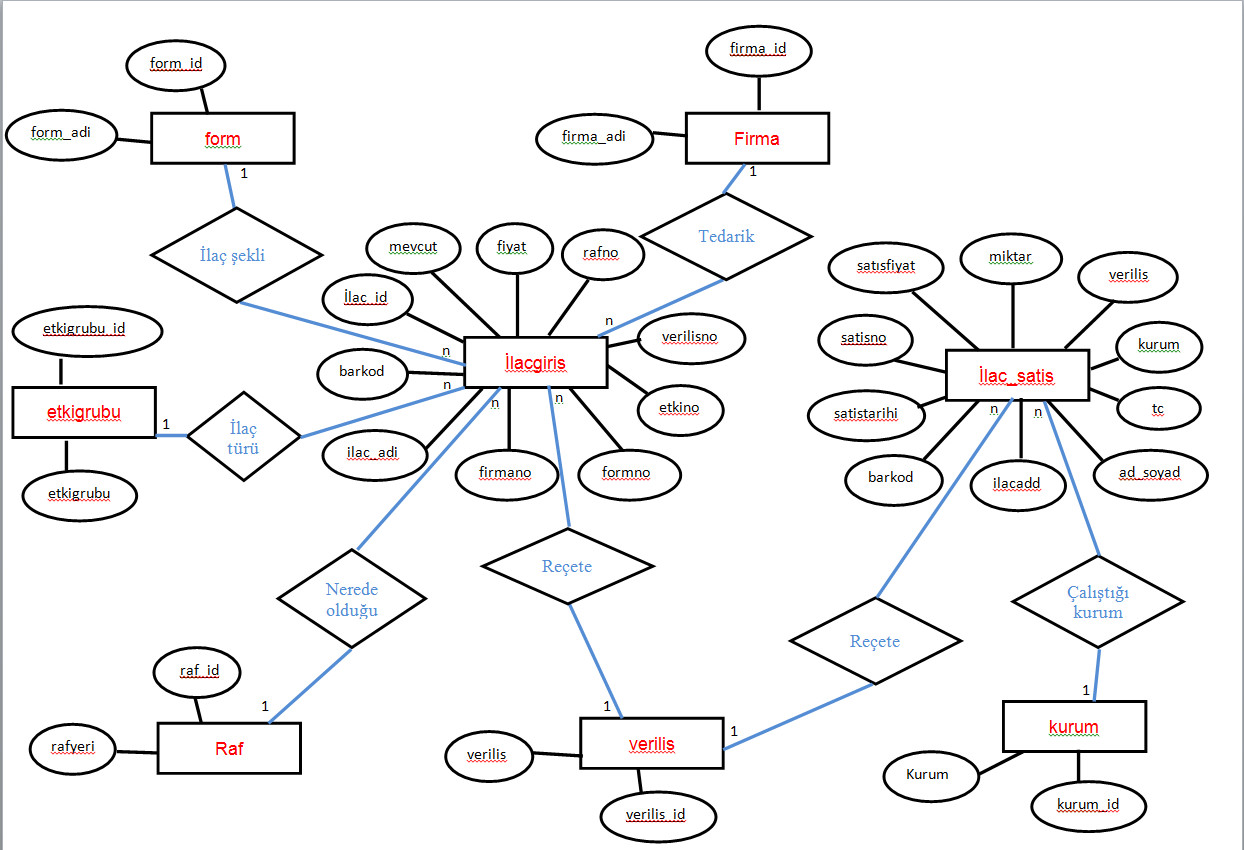 form_id
firma_id
form_adi
form
firma_adi
Firma
1
1
İlaç şekli
mevcut
fiyat
rafno
Tedarik
satısfiyat
miktar
verilis
İlac_id
etkigrubu_id
n
verilisno
satisno
kurum
n
barkod
İlacgiris
İlac_satis
etkigrubu
1
İlaç
türü
n
n
n
etkino
satistarihi
n
n
tc
ilac_adi
firmano
formno
barkod
ilacadd
ad_soyad
etkigrubu
Nerede
olduğu
Reçete
Reçete
Çalıştığı
kurum
raf_id
1
1
1
1
rafyeri
Raf
verilis
verilis
kurum
verilis_id
Kurum
kurum_id